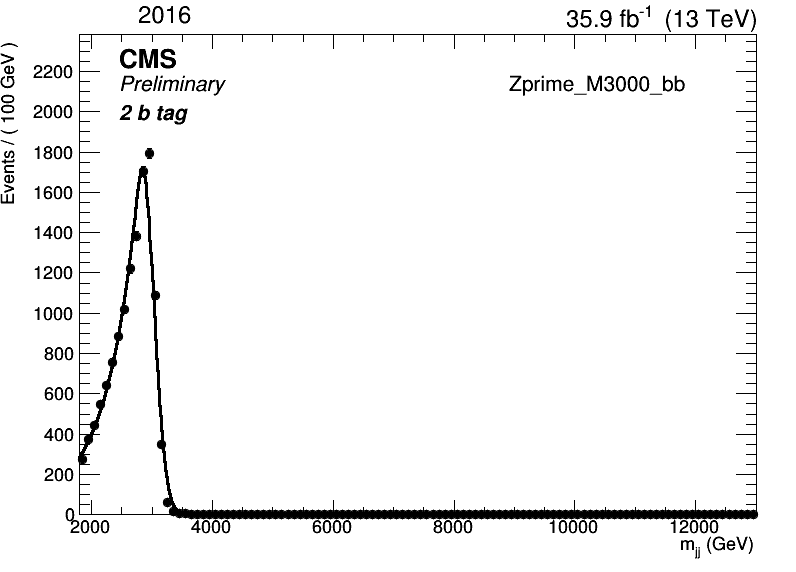 2016
35.9 fb⁻¹ (13 TeV)
CMS
Preliminary
2 b tag
Zprime_M3000_bb
Events / ( 100 GeV )
2200
2000
1800
1600
1400
1200
1000
800
600
400
200
0
2000 4000 6000 8000 10000 12000
m_jj (GeV)